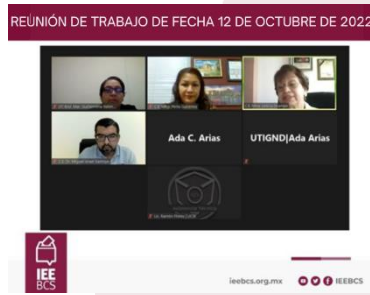 REÚNIÓN DE TRABAJO DE FECHA 12 DE OCTUBRE DE 2022
Ada C. Arias
UTIGND|Ada Arias
IEE
BCS
ieebcs.org.mx
IEEBCS